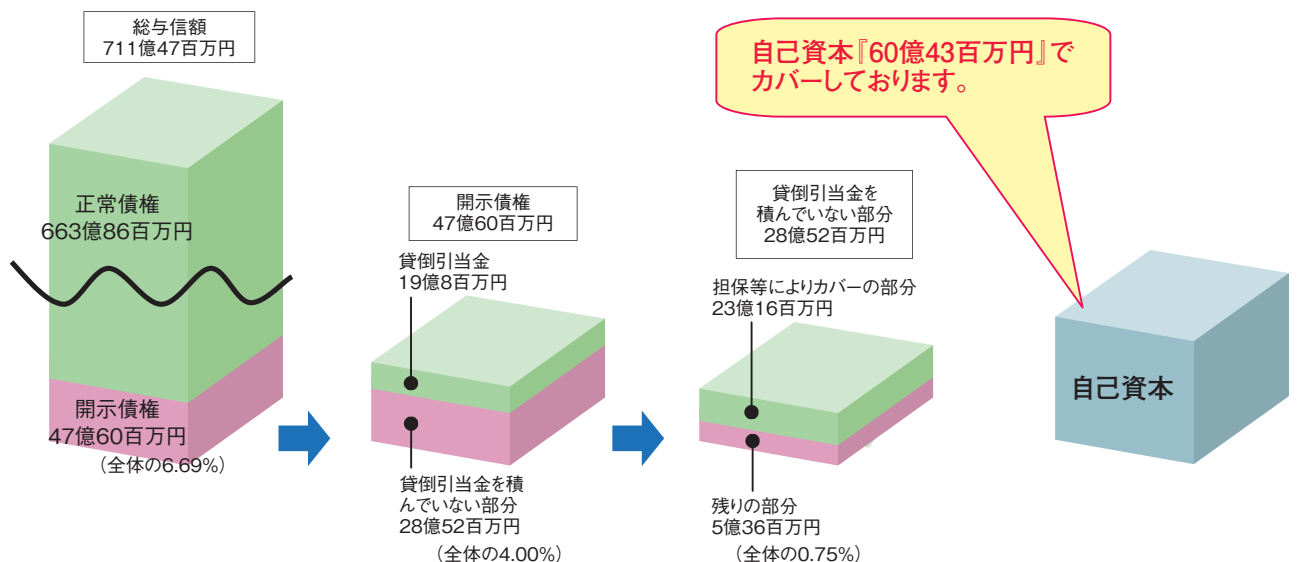 総与信額
711億47百万円
正常債権
663億86百万円
開示債権
47億60百万円
（全体の6.69%）
開示債権
47億60百万円
貸倒引当金
19億8百万円
貸倒引当金を積
んでいない部分
28億52百万円
（全体の4.00%）
貸倒引当金を
積んでいない部分
28億52百万円
担保等によりカバーの部分
23億16百万円
残りの部分
5億36百万円
（全体の0.75%）
自己資本『60億43百万円』で
カバーしております。
自己資本